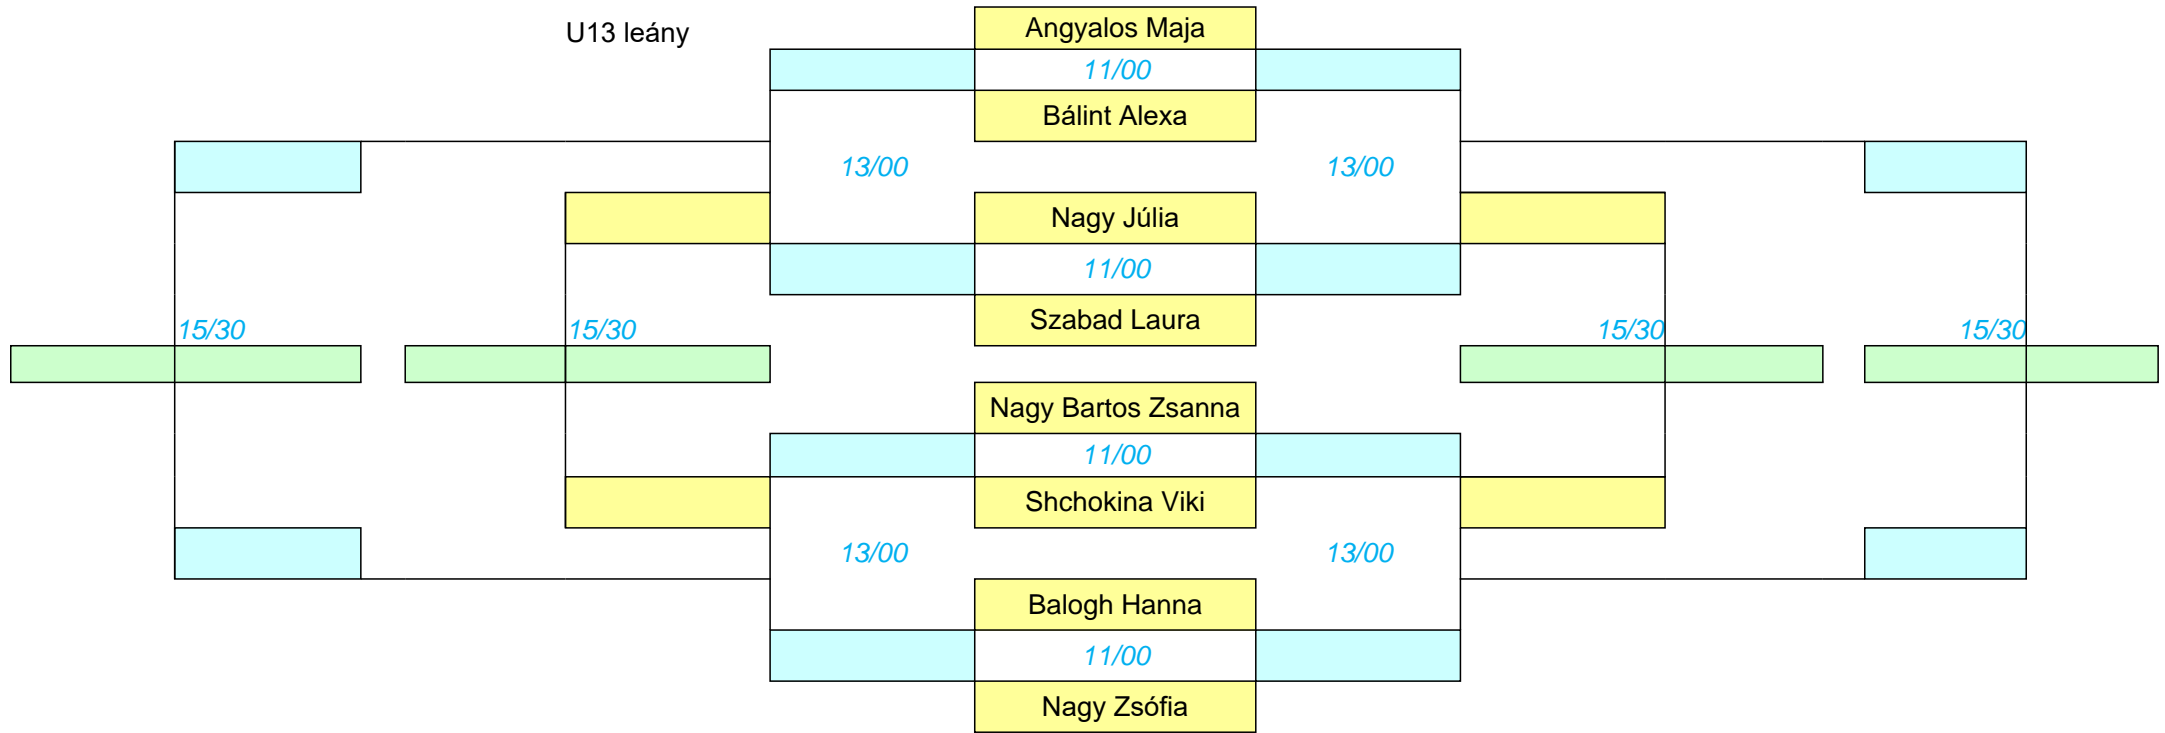 U13 leány
Angyalos Maja
11/00
Bálint Alexa
13/00 13/00
Nagy Júlia
11/00
Szabad Laura
15/30 15/30 15/30 15/30
Nagy Bartos Zsanna
11/00
Shchokina Viki
13/00 13/00
Balogh Hanna
11/00
Nagy Zsófia